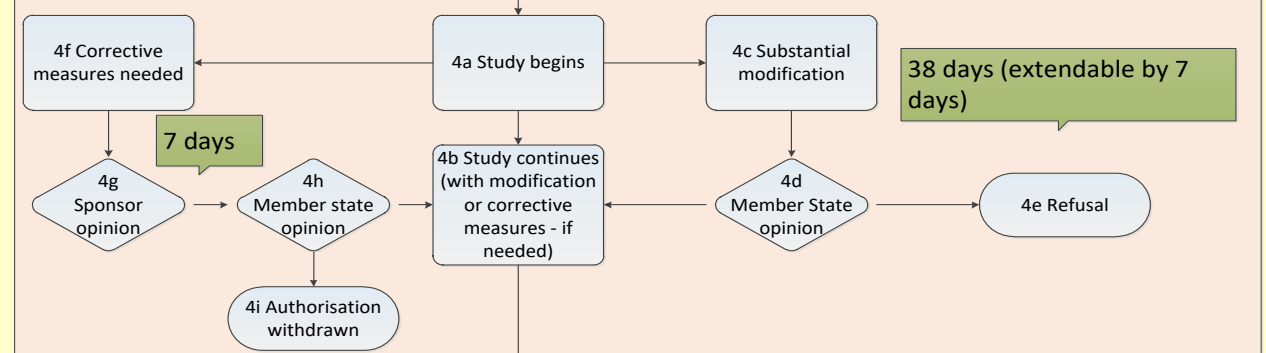 4f Corrective
measures needed
4a Study begins
4c Substantial
modification
38 days (extendable by 7
days)
7 days
4g
Sponsor
opinion
4h
Member state
opinion
4b Study continues
(with modification
or corrective
measures - if
needed)
4d
Member State
opinion
4e Refusal
4i Authorisation
withdrawn